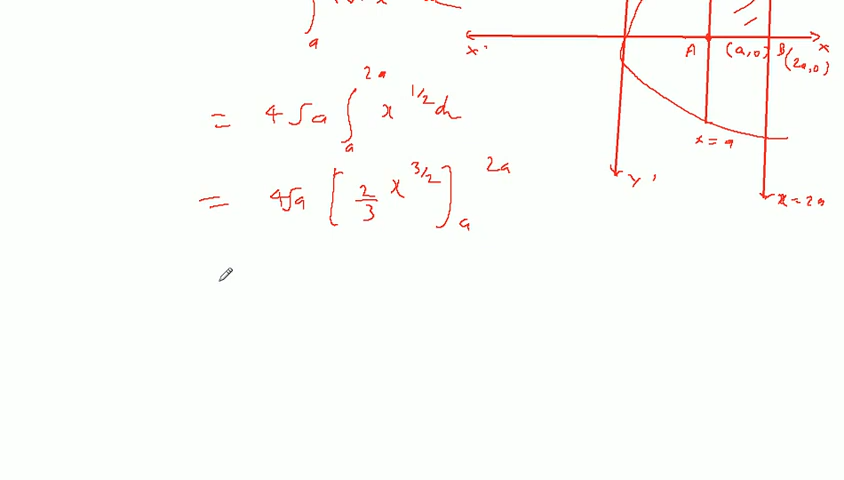 a
x' A (a,0) B (2a,0) x
= 4 √a ∫_a^{2a} x^{1/2} dx
x = a
= 4√a [ 2/3 x^{3/2} ]_a^{2a}
y'
x = 2a